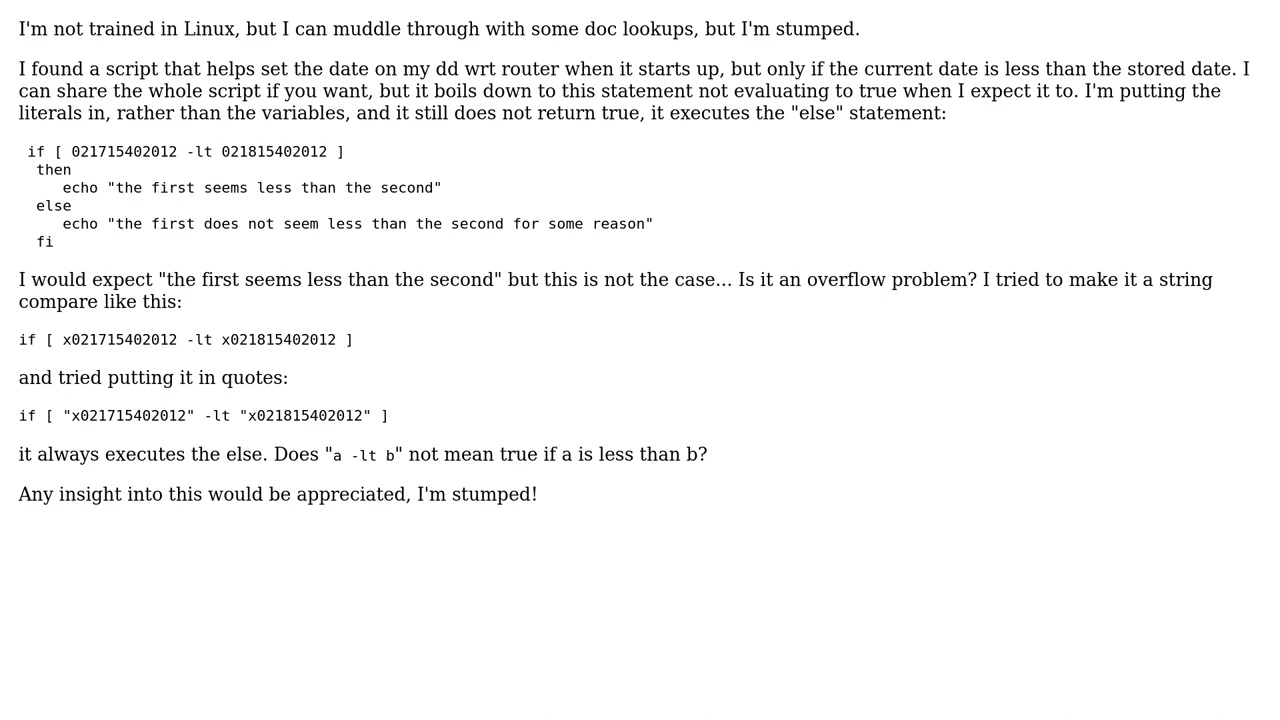 I'm not trained in Linux, but I can muddle through with some doc lookups, but I'm stumped.
I found a script that helps set the date on my dd wrt router when it starts up, but only if the current date is less than the stored date. I
can share the whole script if you want, but it boils down to this statement not evaluating to true when I expect it to. I'm putting the
literals in, rather than the variables, and it still does not return true, it executes the "else" statement:
if [ 021715402012 -lt 021815402012 ]
then
echo "the first seems less than the second"
else
echo "the first does not seem less than the second for some reason"
fi
I would expect "the first seems less than the second" but this is not the case... Is it an overflow problem? I tried to make it a string
compare like this:
if [ x021715402012 -lt x021815402012 ]
and tried putting it in quotes:
if [ "x021715402012" -lt "x021815402012" ]
it always executes the else. Does "a -lt b" not mean true if a is less than b?
Any insight into this would be appreciated, I'm stumped!